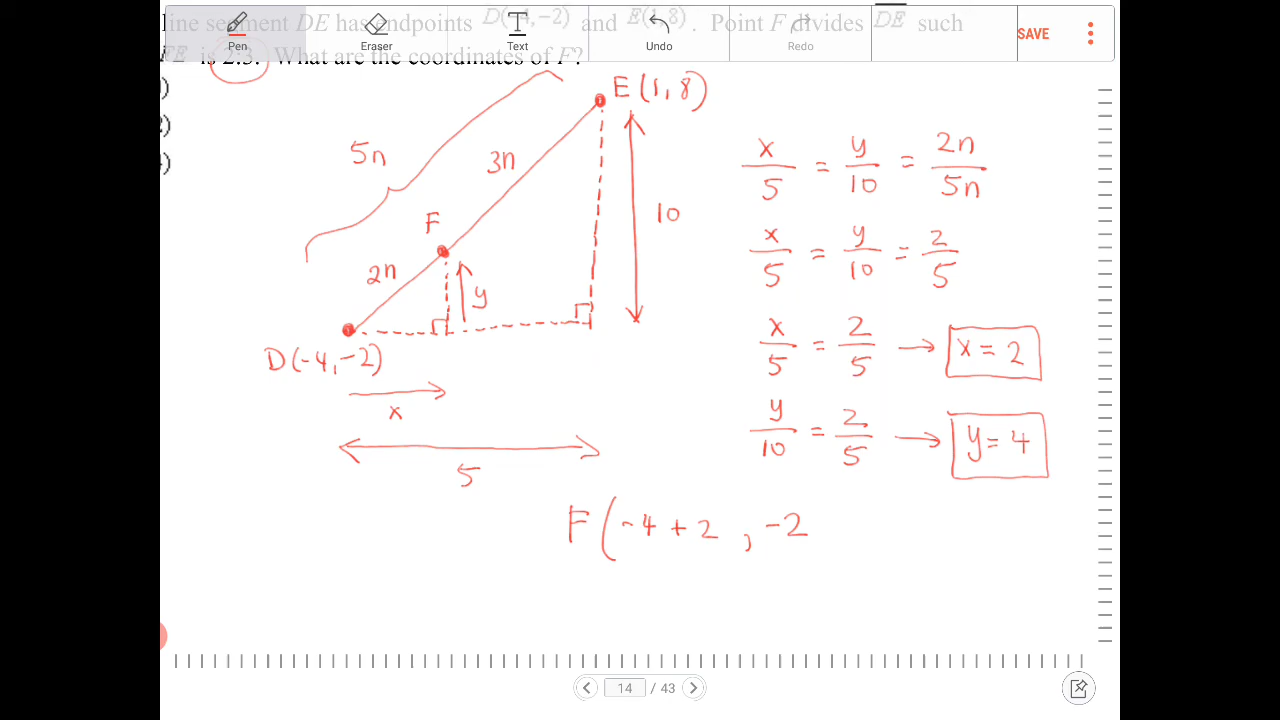 line segment DE has endpoints D(-4,-2) and E(1,8). Point F divides DE such
FE is 2:3. What are the coordinates of F?
Pen
Eraser
Text
Undo
Redo
SAVE
)
2)
4)
E(1,8)
5n
3n
F
10
2n
y
D(-4,-2)
x
5
x/5 = y/10 = 2n/5n
x/5 = y/10 = 2/5
x/5 = 2/5 → x = 2
y/10 = 2/5 → y = 4
F(-4+2, -2
14 / 43